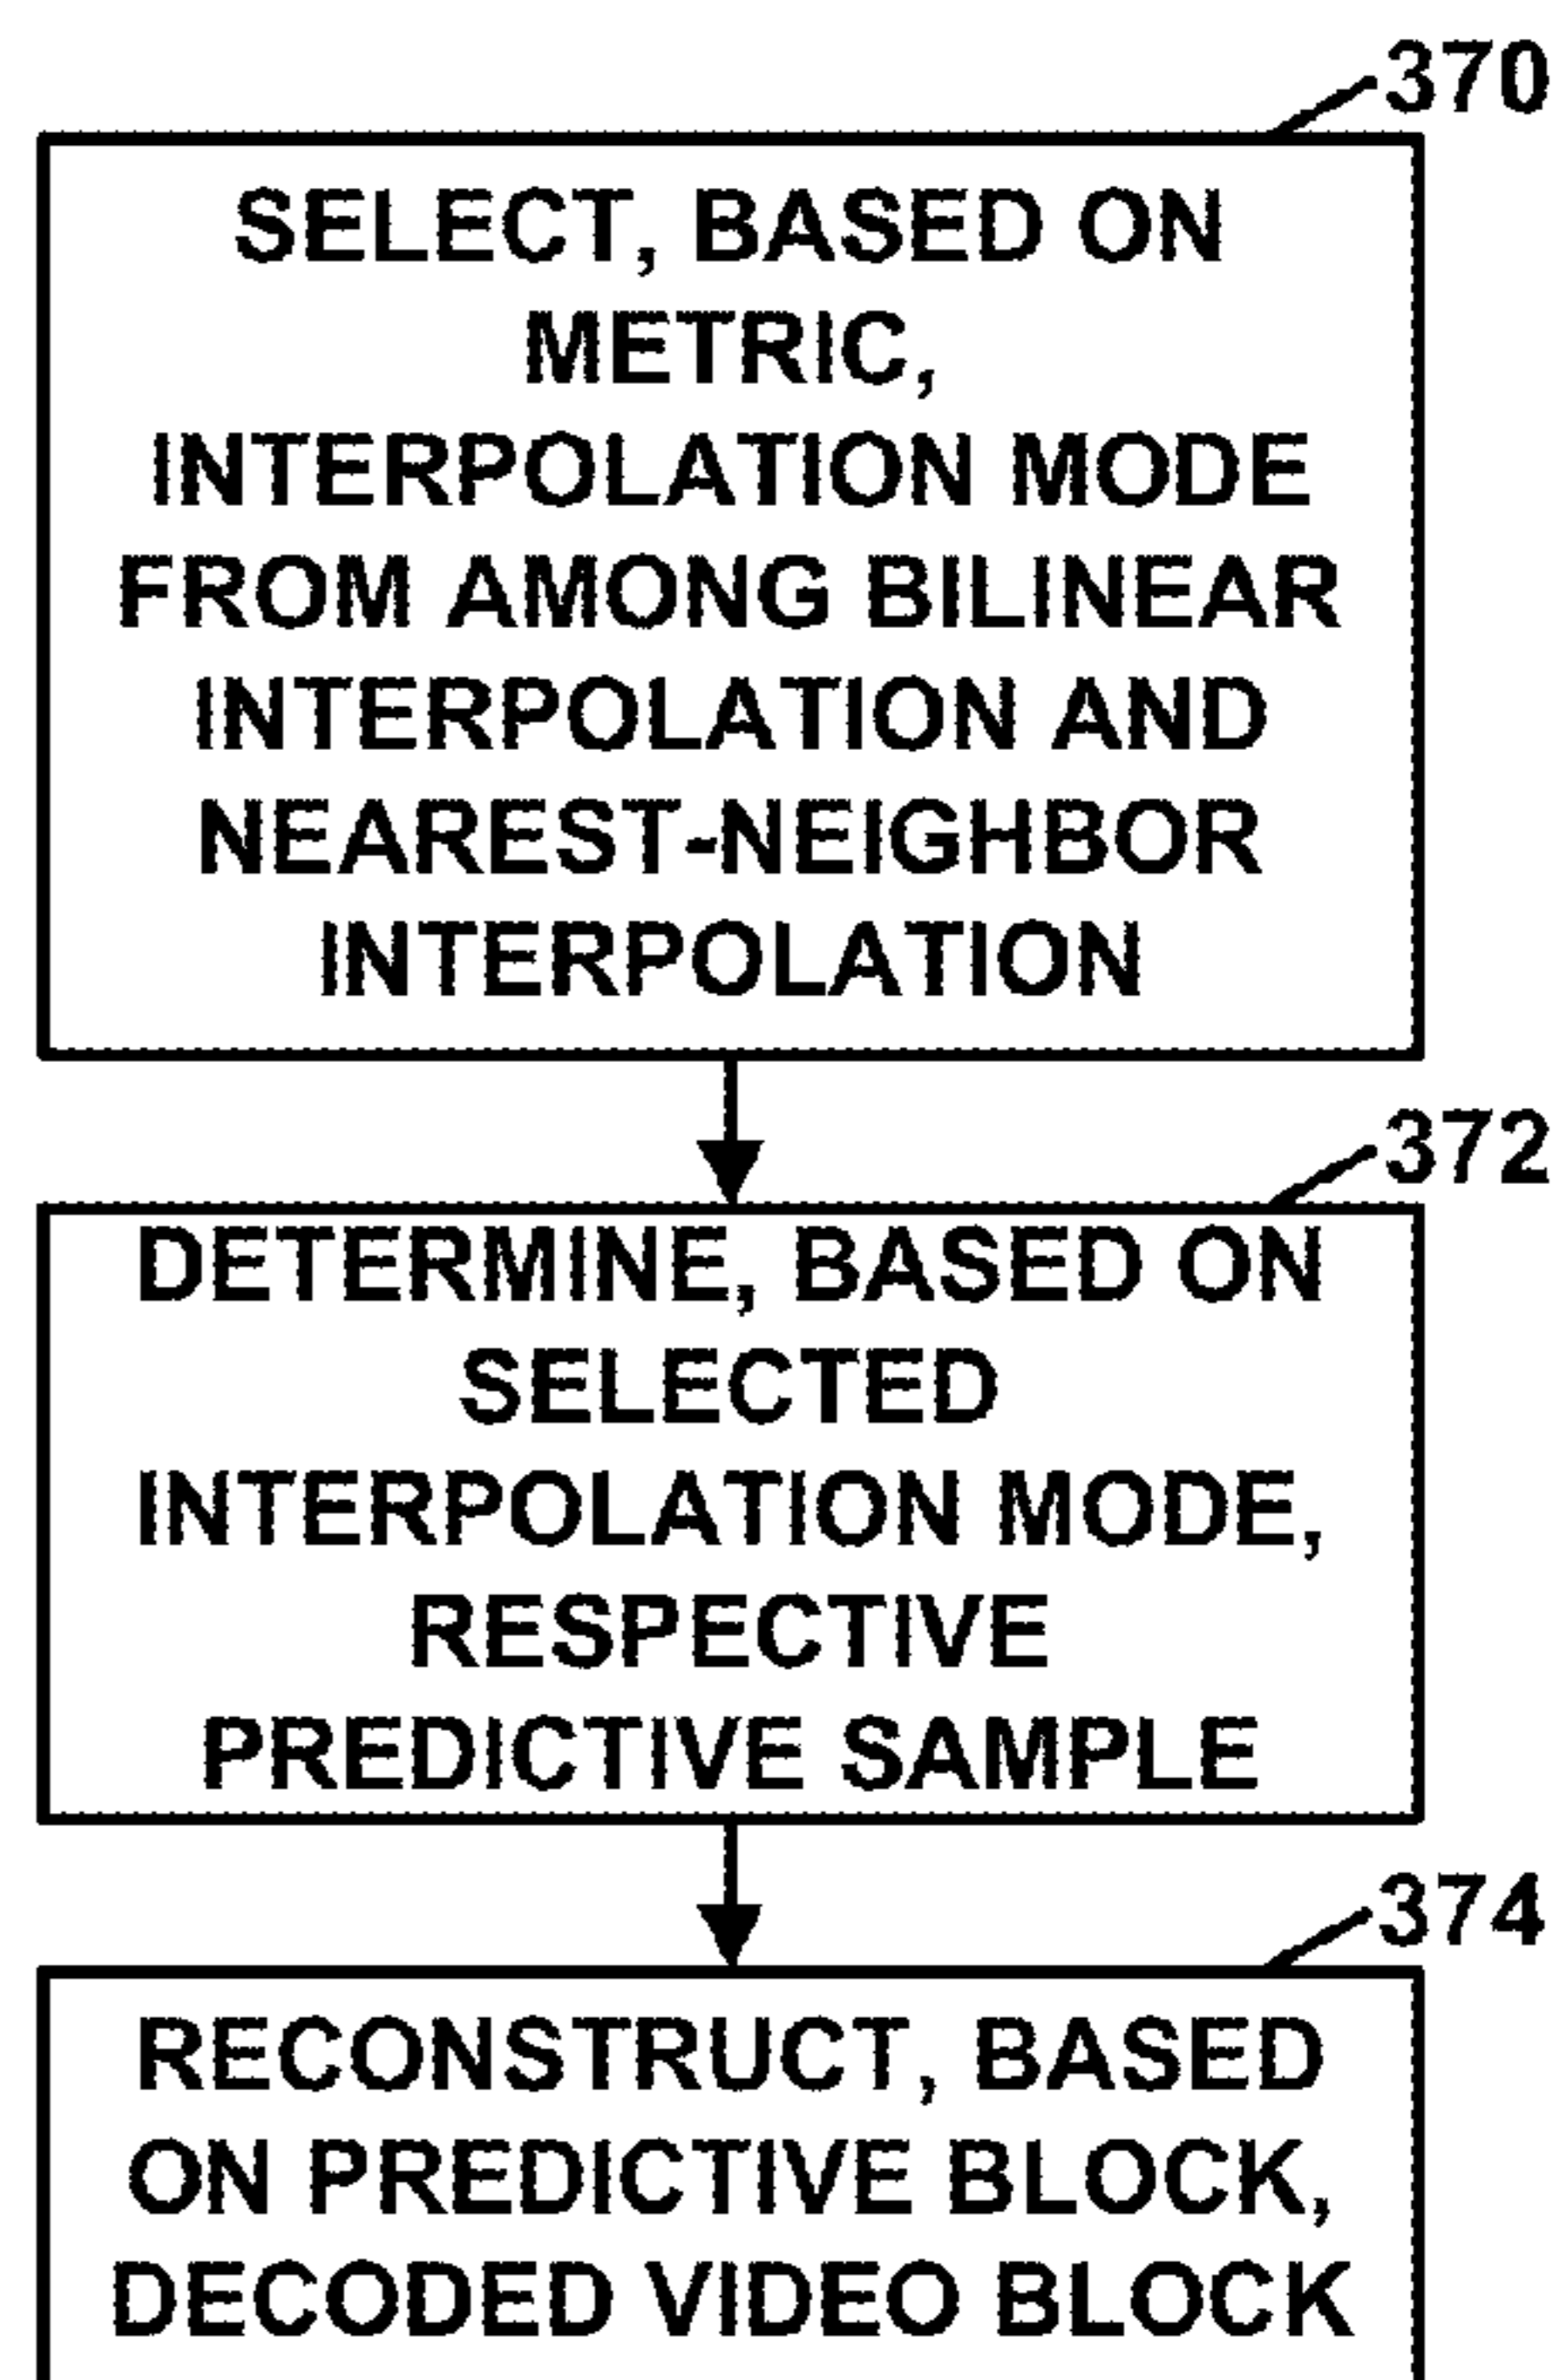 370
SELECT, BASED ON
METRIC,
INTERPOLATION MODE
FROM AMONG BILINEAR
INTERPOLATION AND
NEAREST-NEIGHBOR
INTERPOLATION
372
DETERMINE, BASED ON
SELECTED
INTERPOLATION MODE,
RESPECTIVE
PREDICTIVE SAMPLE
374
RECONSTRUCT, BASED
ON PREDICTIVE BLOCK,
DECODED VIDEO BLOCK